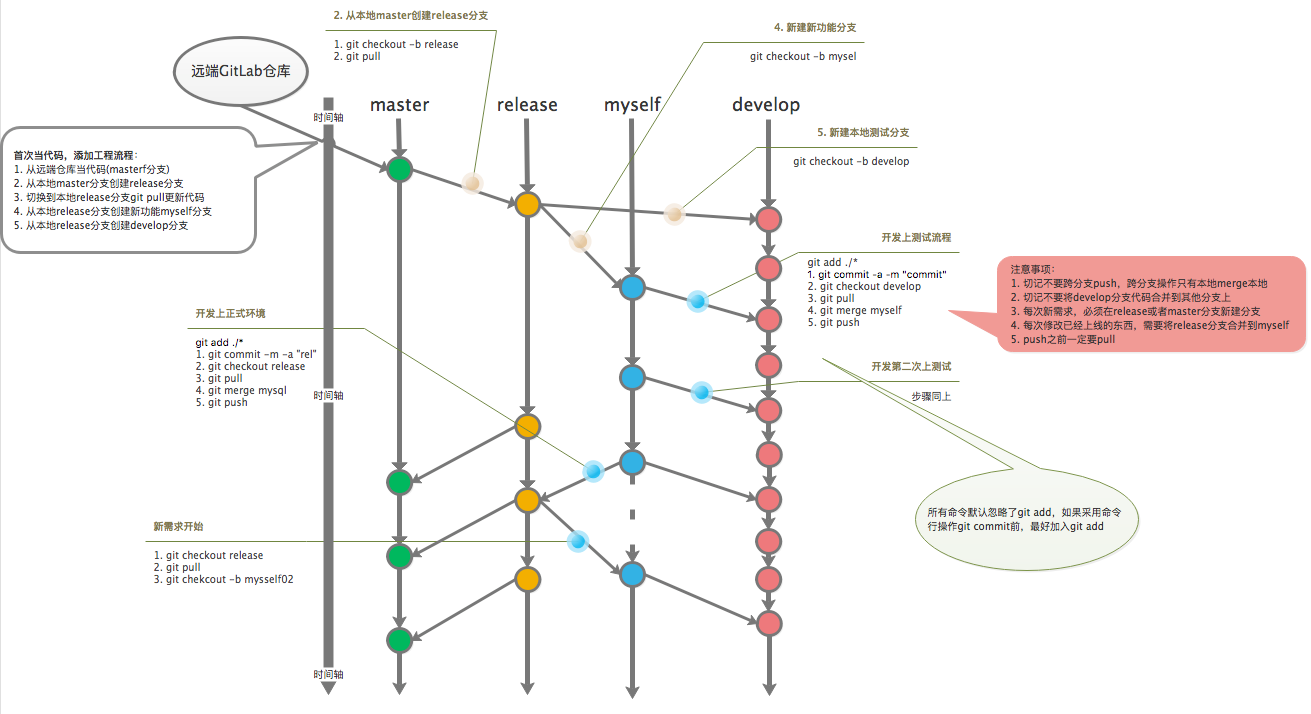 2. 从本地master创建release分支
1. git checkout -b release
2. git pull
4. 新建新功能分支
git checkout -b mysel
远端GitLab仓库
时间轴
master
release
myself
develop
5. 新建本地测试分支
git checkout -b develop
首次当代码，添加工程流程：
1. 从远端仓库当代码(masterf分支)
2. 从本地master分支创建release分支
3. 切换到本地release分支git pull更新代码
4. 从本地release分支创建新功能myself分支
5. 从本地release分支创建develop分支
开发上测试流程
git add ./*
1. git commit -a -m "commit"
2. git checkout develop
3. git pull
4. git merge myself
5. git push
注意事项：
1. 切记不要跨分支push，跨分支操作只有本地merge本地
2. 切记不要将develop分支代码合并到其他分支上
3. 每次新需求，必须在release或者master分支新建分支
4. 每次修改已经上线的东西，需要将release分支合并到myself
5. push之前一定要pull
开发上正式环境
git add ./*
1. git commit -m -a "rel"
2. git checkout release
3. git pull
4. git merge mysql
5. git push
时间轴
开发第二次上测试
步骤同上
所有命令默认忽略了git add，如果采用命令
行操作git commit前，最好加入git add
新需求开始
1. git checkout release
2. git pull
3. git chekcout -b mysself02
时间轴